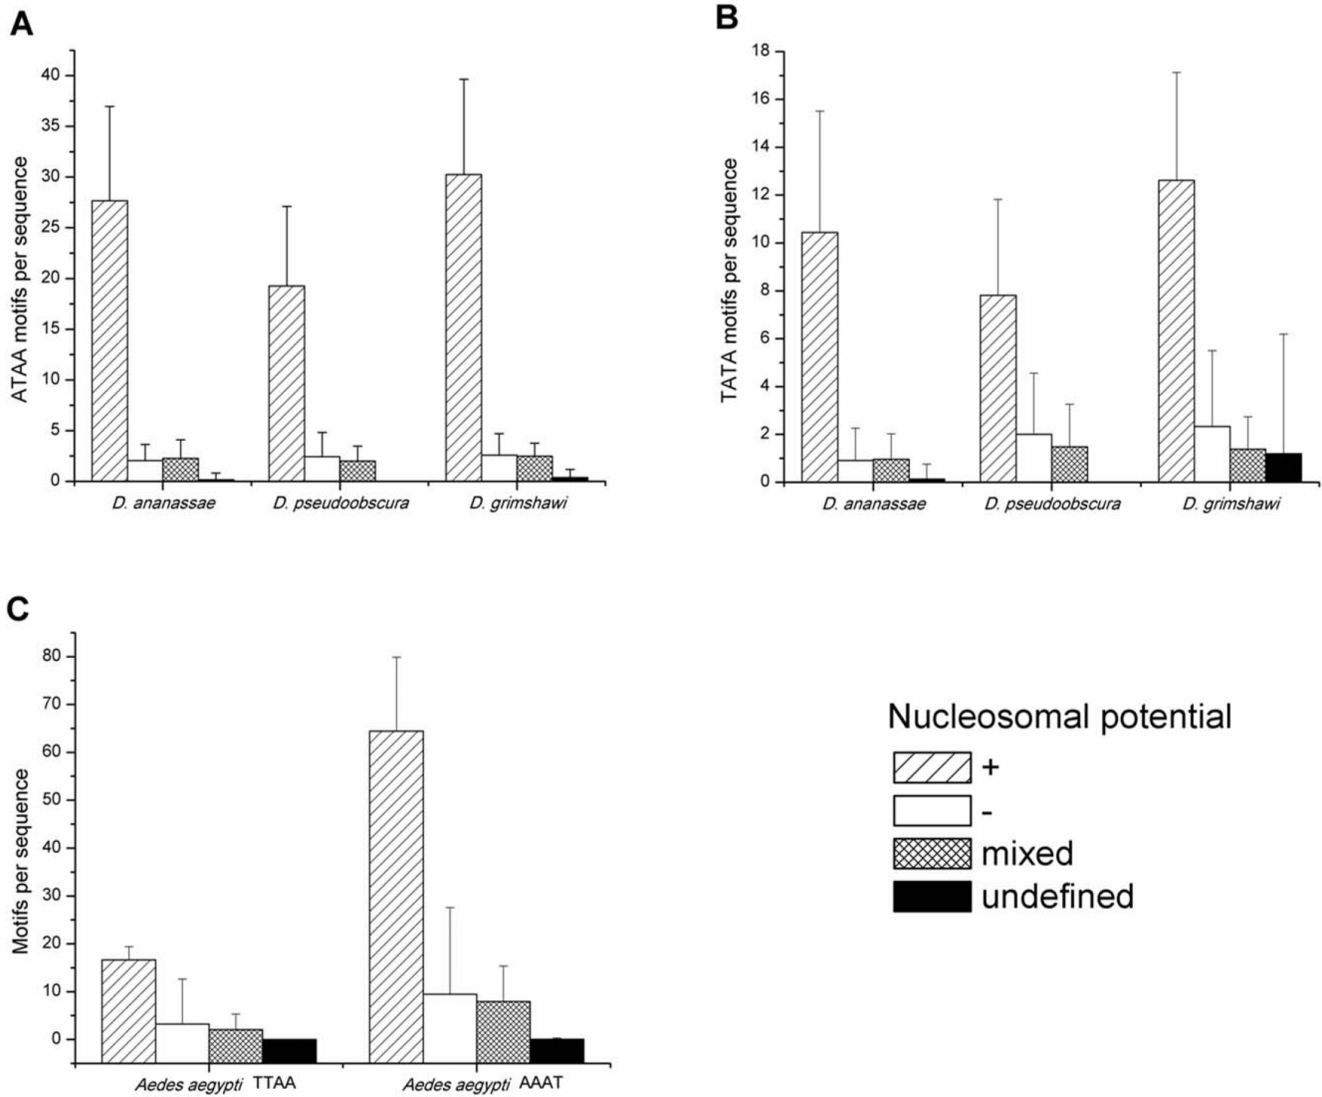 A
ATAA motifs per sequence
40
35
30
25
20
15
10
5
0
D. ananassae D. pseudoobscura D. grimshawi
B
TATA motifs per sequence
18
16
14
12
10
8
6
4
2
0
D. ananassae D. pseudoobscura D. grimshawi
C
Motifs per sequence
80
70
60
50
40
30
20
10
0
Aedes aegypti TTAA Aedes aegypti AAAT
Nucleosomal potential
+
-
mixed
undefined